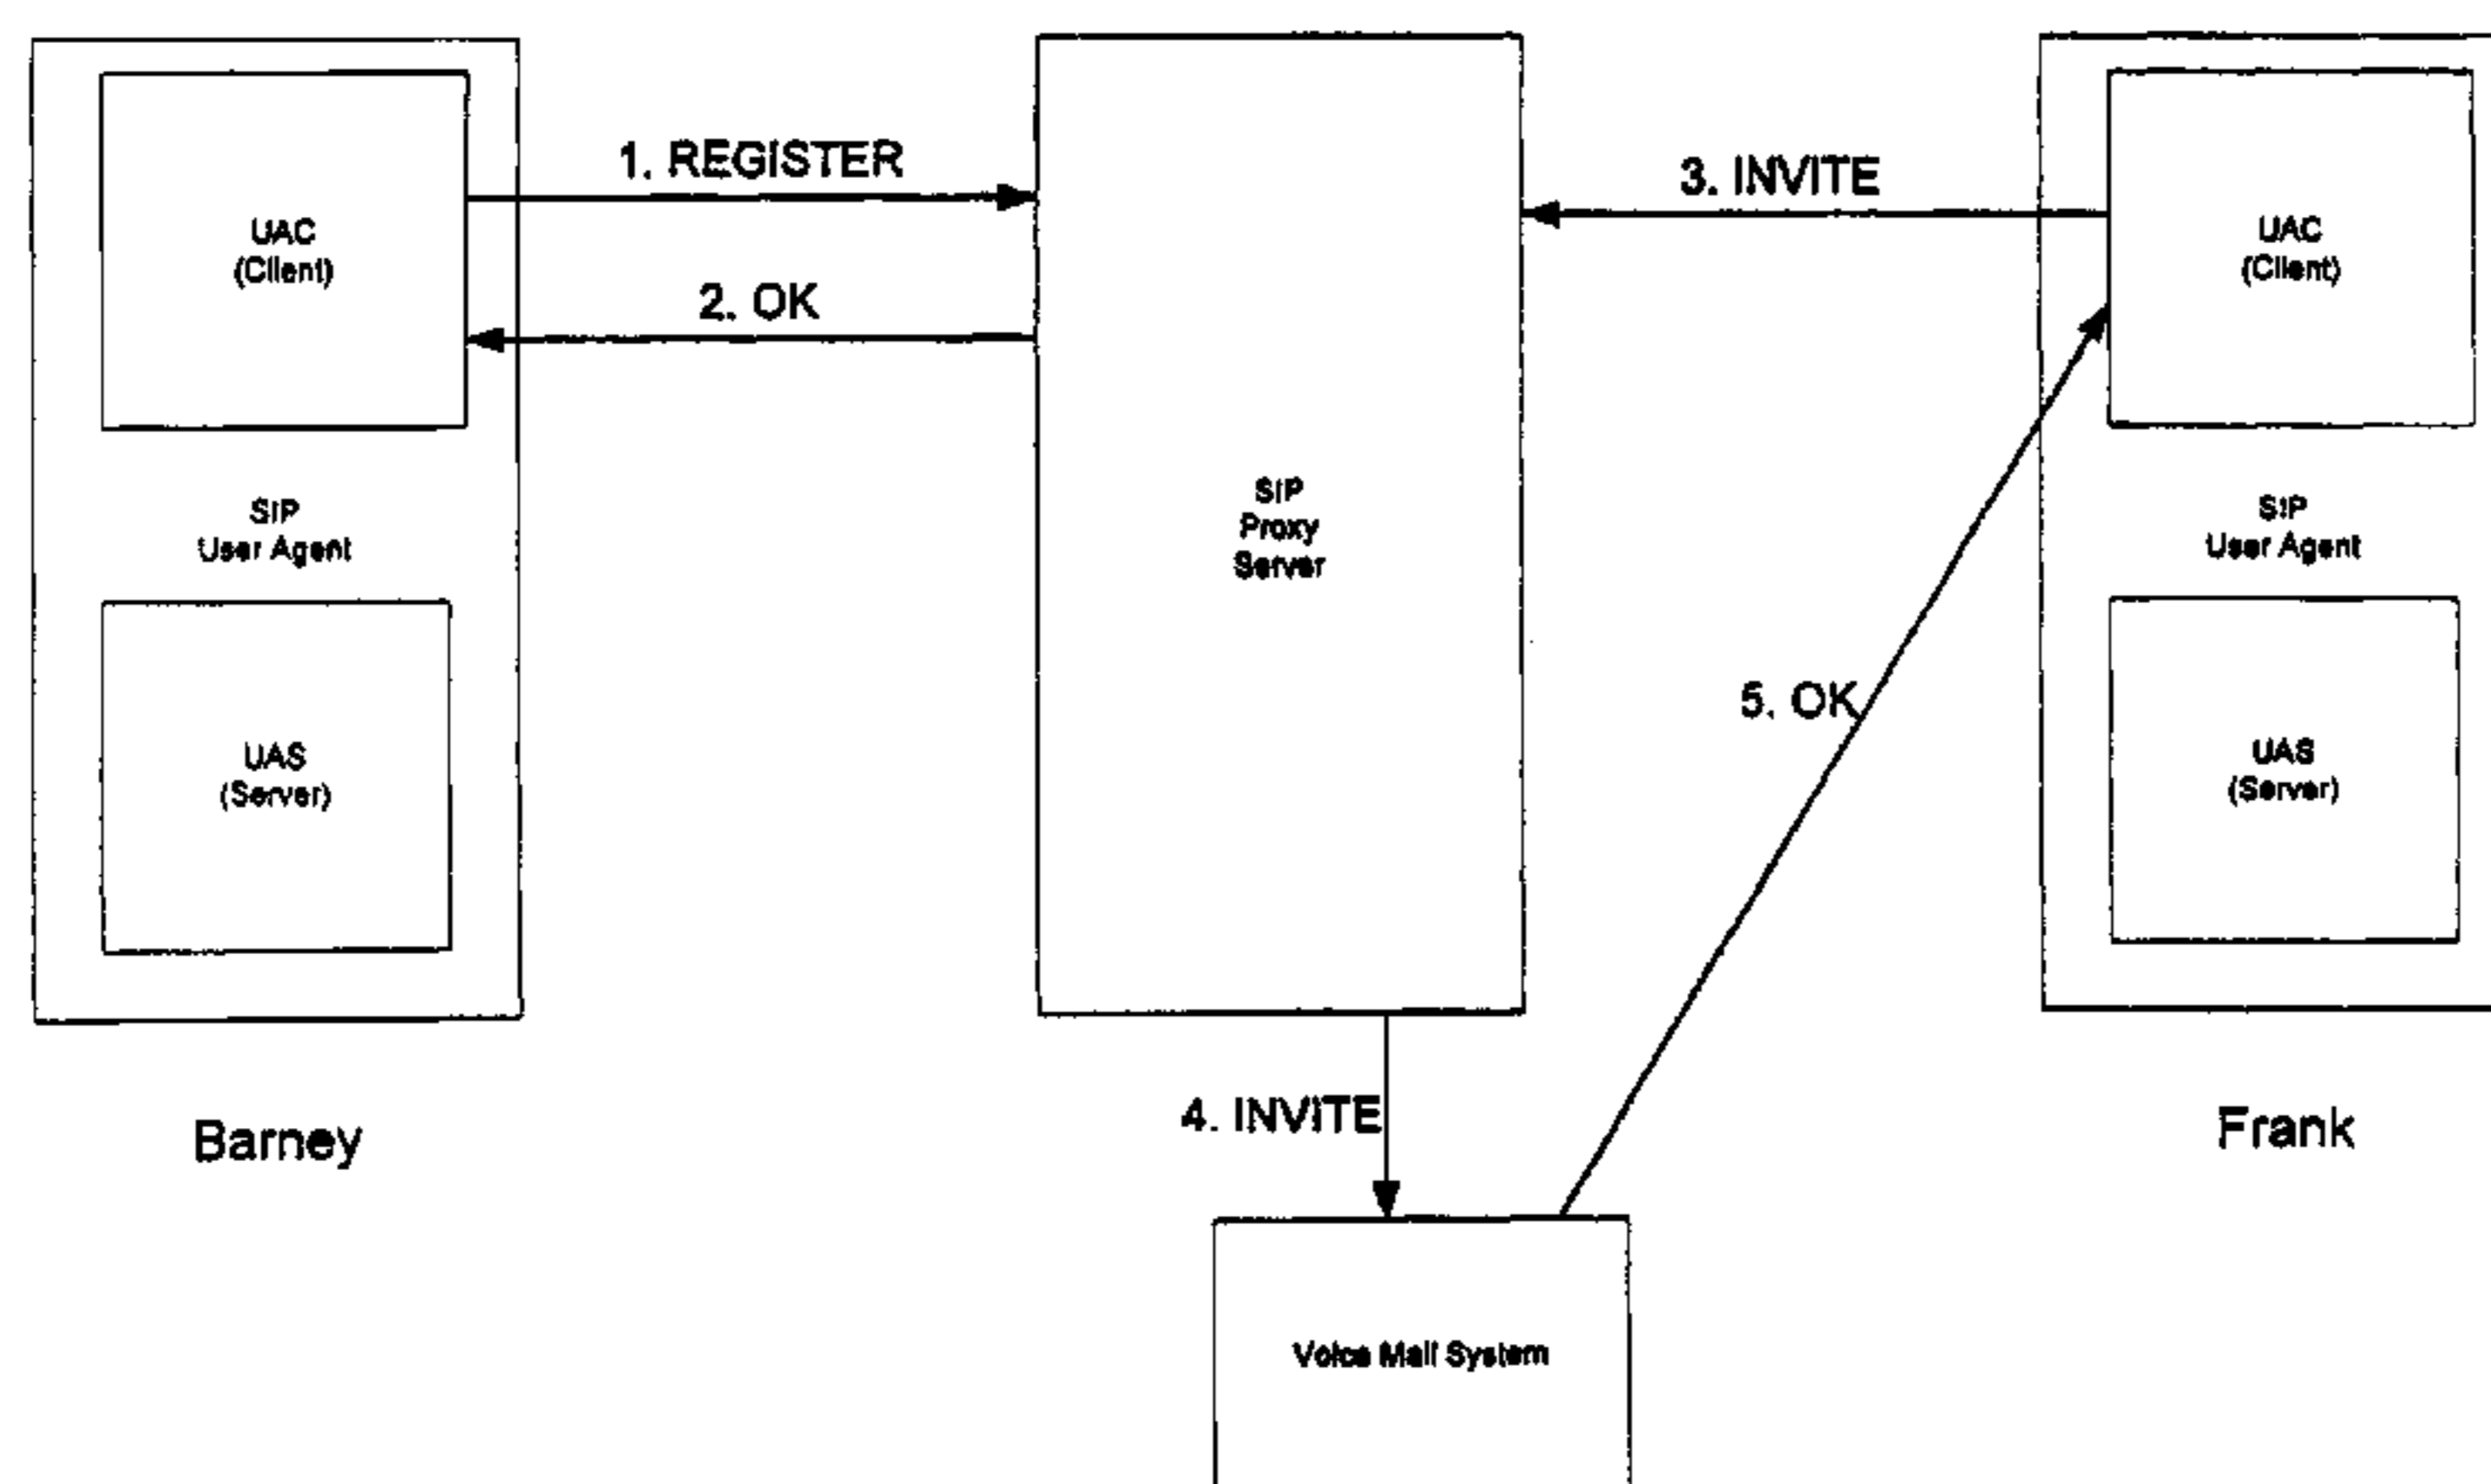 1. REGISTER
2. OK
3. INVITE
UAC
(Client)
SIP
User Agent
UAS
(Server)
SIP
Proxy
Server
UAC
(Client)
SIP
User Agent
UAS
(Server)
5. OK
4. INVITE
Barney
Frank
Voice Mail System